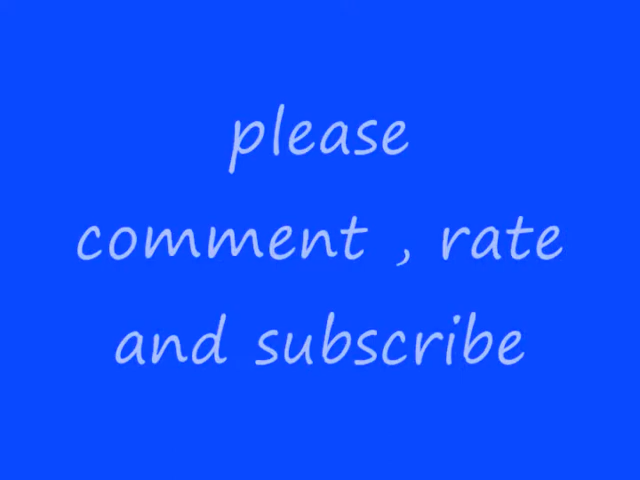 please
comment , rate
and subscribe